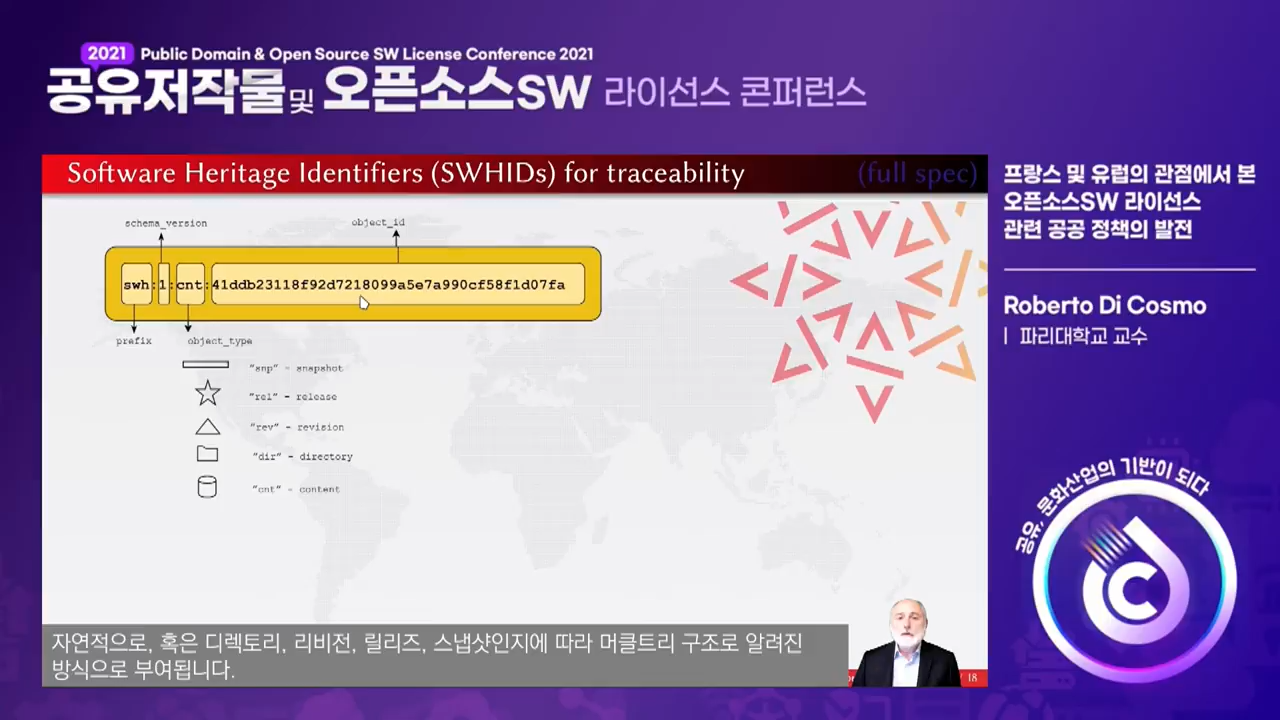 2021 Public Domain & Open Source SW License Conference 2021
공유저작물 및 오픈소스SW 라이선스 콘퍼런스
Software Heritage Identifiers (SWHIDs) for traceability (full spec)
schema_version object_id
swh:1:cnt:41ddb23118f92d7218099a5e7a990cf58f1d07fa
prefix object_type
"snp" - snapshot
"rel" - release
"rev" - revision
"dir" - directory
"cnt" - content
자연적으로, 혹은 디렉토리, 리비전, 릴리즈, 스냅샷인지에 따라 머클트리 구조로 알려진
방식으로 부여됩니다.
/ 18
프랑스 및 유럽의 관점에서 본
오픈소스SW 라이선스
관련 공공 정책의 발전
Roberto Di Cosmo
| 파리대학교 교수
공유, 문화산업의 기반이 되다